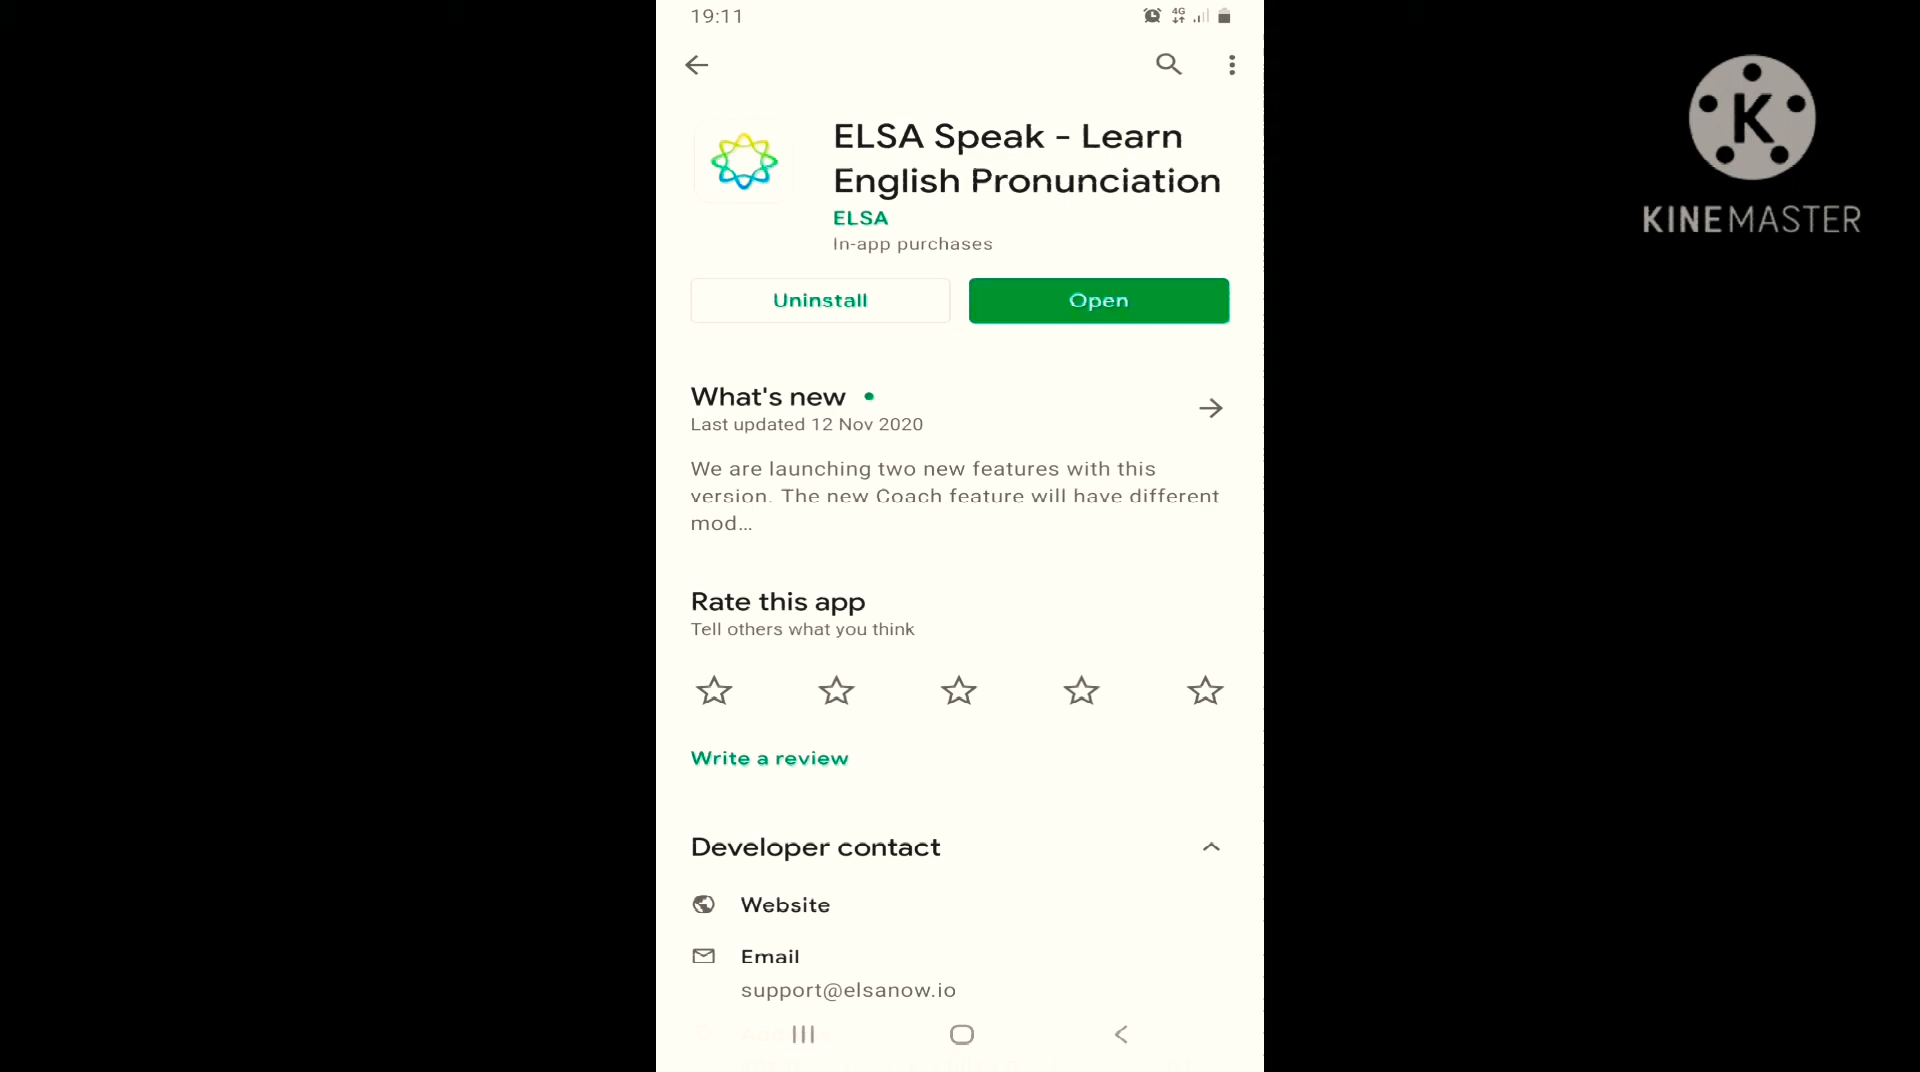 19:11
4G
ELSA Speak - Learn
English Pronunciation
ELSA
In-app purchases
Uninstall
Open
What's new
Last updated 12 Nov 2020
We are launching two new features with this
version. The new Coach feature will have different
mod...
Rate this app
Tell others what you think
Write a review
Developer contact
Website
Email
support@elsanow.io
K
KINEMASTER